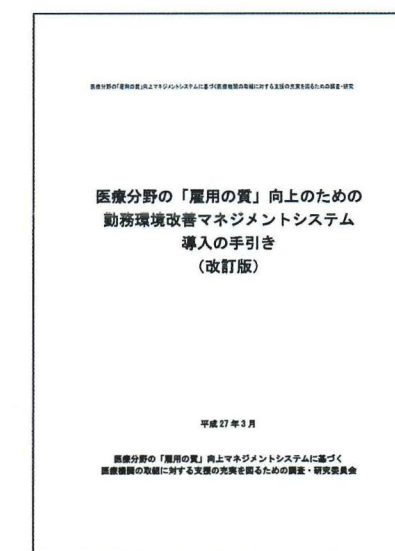 医療分野の「雇用の質」向上マネジメントシステムに基づく医療機関の取組に対する支援の充実を図るための調査・研究
医療分野の「雇用の質」向上のための
勤務環境改善マネジメントシステム
導入の手引き
(改訂版)
平成27年3月
医療分野の「雇用の質」向上マネジメントシステムに基づく
医療機関の取組に対する支援の充実を図るための調査・研究委員会